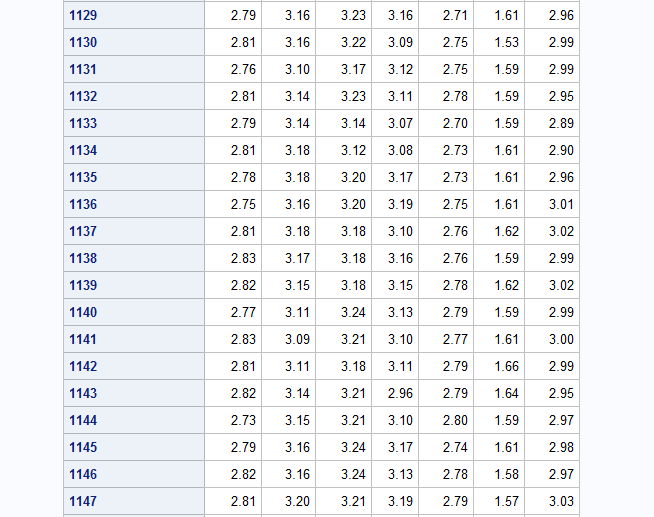 1129 2.79 3.16 3.23 3.16 2.71 1.61 2.96
1130 2.81 3.16 3.22 3.09 2.75 1.53 2.99
1131 2.76 3.10 3.17 3.12 2.75 1.59 2.99
1132 2.81 3.14 3.23 3.11 2.78 1.59 2.95
1133 2.79 3.14 3.14 3.07 2.70 1.59 2.89
1134 2.81 3.18 3.12 3.08 2.73 1.61 2.90
1135 2.78 3.18 3.20 3.17 2.73 1.61 2.96
1136 2.75 3.16 3.20 3.19 2.75 1.61 3.01
1137 2.81 3.18 3.18 3.10 2.76 1.62 3.02
1138 2.83 3.17 3.18 3.16 2.76 1.59 2.99
1139 2.82 3.15 3.18 3.15 2.78 1.62 3.02
1140 2.77 3.11 3.24 3.13 2.79 1.59 2.99
1141 2.83 3.09 3.21 3.10 2.77 1.61 3.00
1142 2.81 3.11 3.18 3.11 2.79 1.66 2.99
1143 2.82 3.14 3.21 2.96 2.79 1.64 2.95
1144 2.73 3.15 3.21 3.10 2.80 1.59 2.97
1145 2.79 3.16 3.24 3.17 2.74 1.61 2.98
1146 2.82 3.16 3.24 3.13 2.78 1.58 2.97
1147 2.81 3.20 3.21 3.19 2.79 1.57 3.03